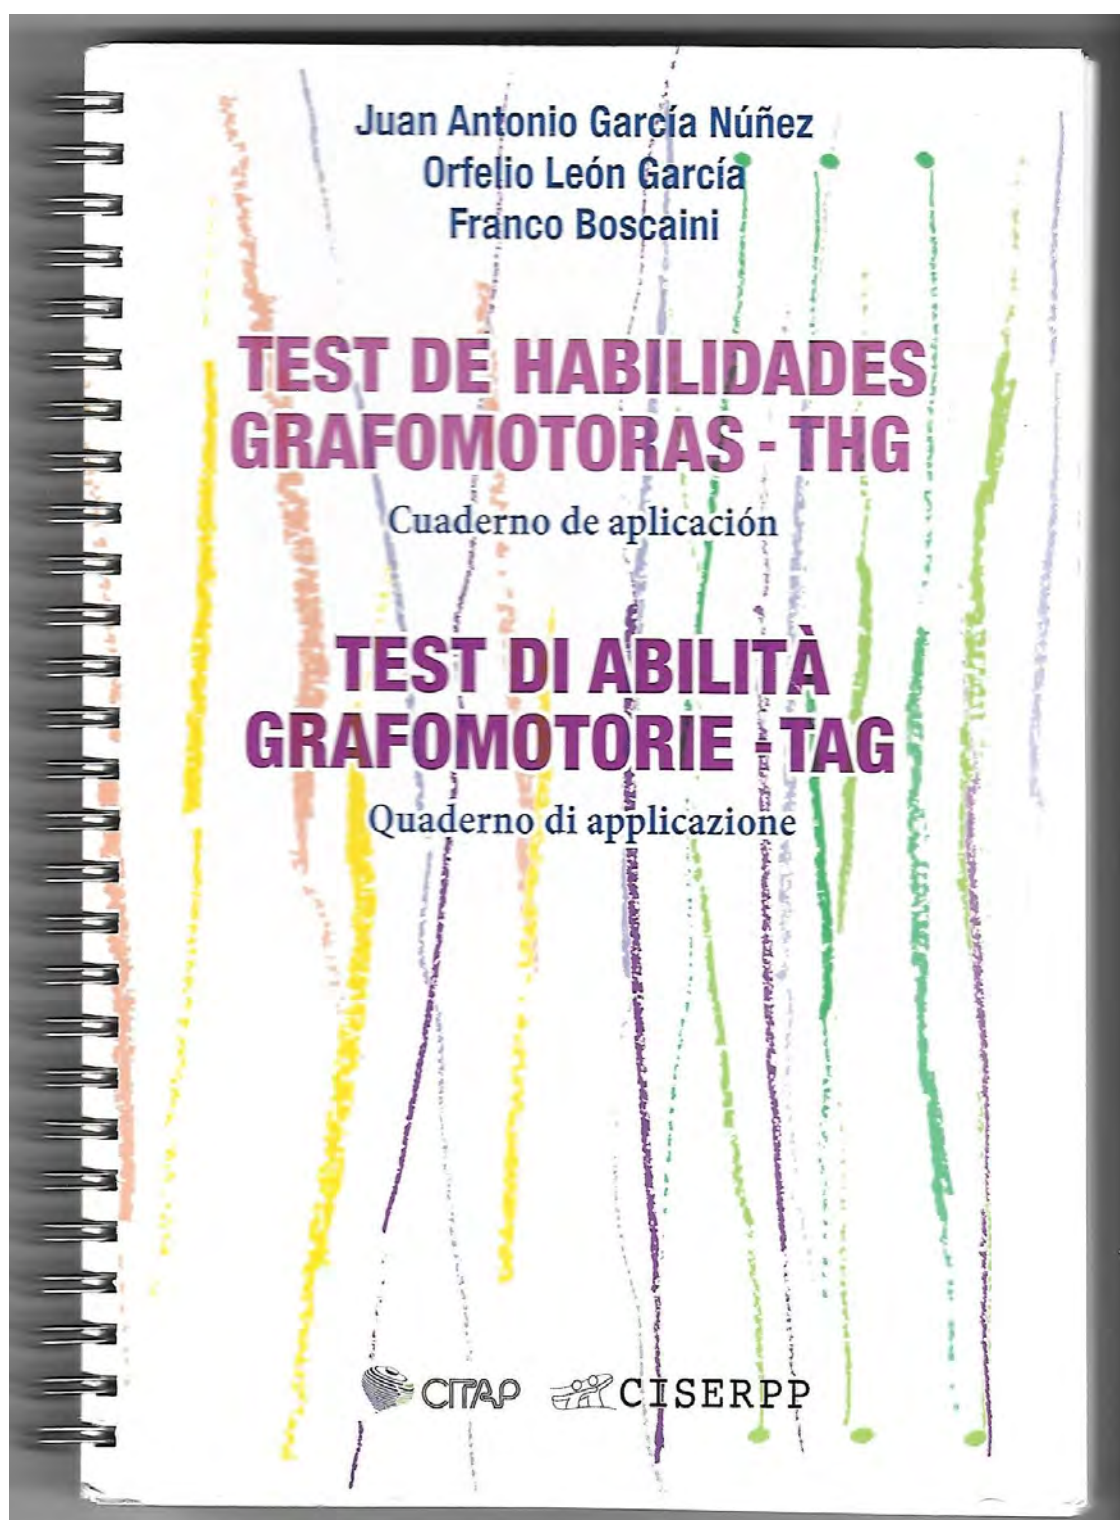 Juan Antonio García Núñez
Orfelio León García
Franco Boscaini
TEST DE HABILIDADES
GRAFOMOTORAS - THG
Cuaderno de aplicación
TEST DI ABILITÀ
GRAFOMOTORIE - TAG
Quaderno di applicazione
CITAP CISERPP